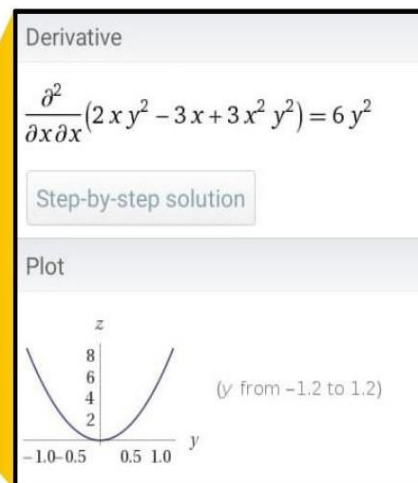 Derivative
∂²/∂x∂x (2 x y² − 3 x + 3 x² y²) = 6 y²
Step-by-step solution
Plot
z
8
6
4
2
(y from −1.2 to 1.2)
y
−1.0 −0.5 0.5 1.0